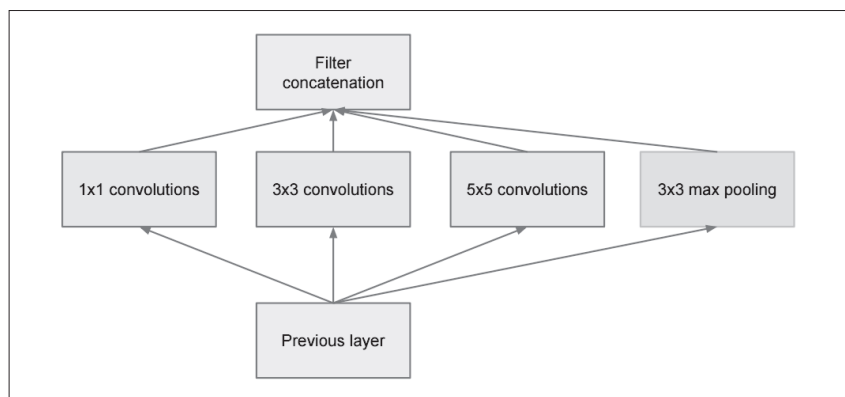 Filter
concatenation
1x1 convolutions
3x3 convolutions
5x5 convolutions
3x3 max pooling
Previous layer